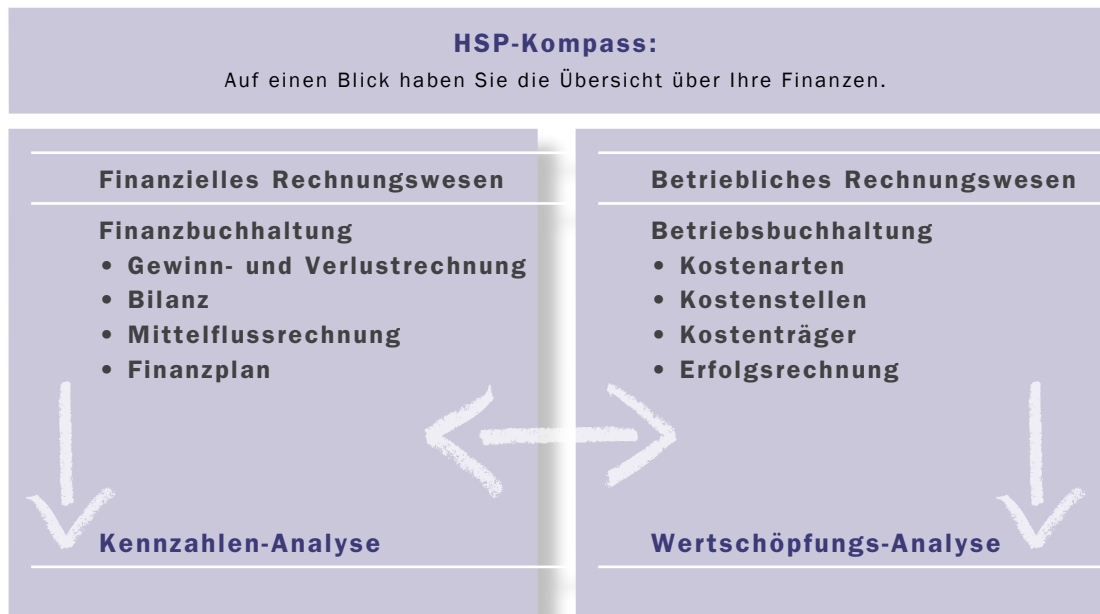 HSP-Kompass:
Auf einen Blick haben Sie die Übersicht über Ihre Finanzen.
Finanzielles Rechnungswesen
Finanzbuchhaltung
• Gewinn- und Verlustrechnung
• Bilanz
• Mittelflussrechnung
• Finanzplan
Kennzahlen-Analyse
Betriebliches Rechnungswesen
Betriebsbuchhaltung
• Kostenarten
• Kostenstellen
• Kostenträger
• Erfolgsrechnung
Wertschöpfungs-Analyse